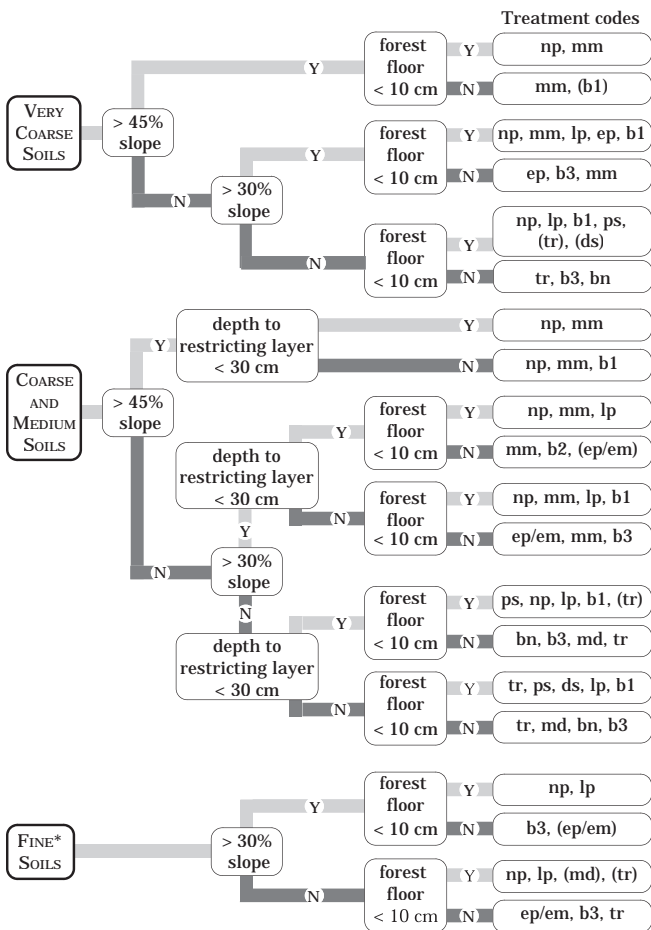 Treatment codes
VERY
COARSE
SOILS
> 45%
slope
Y
N
> 30%
slope
Y
N
forest
floor
< 10 cm
Y
np, mm
N
mm, (b1)
forest
floor
< 10 cm
Y
np, mm, lp, ep, b1
N
ep, b3, mm
forest
floor
< 10 cm
Y
np, lp, b1, ps,
(tr), (ds)
N
tr, b3, bn
COARSE
AND
MEDIUM
SOILS
> 45%
slope
Y
N
depth to
restricting layer
< 30 cm
Y
np, mm
N
np, mm, b1
> 30%
slope
Y
N
depth to
restricting layer
< 30 cm
Y
N
forest
floor
< 10 cm
Y
np, mm, lp
N
mm, b2, (ep/em)
forest
floor
< 10 cm
Y
np, mm, lp, b1
N
ep/em, mm, b3
depth to
restricting layer
< 30 cm
Y
N
forest
floor
< 10 cm
Y
ps, np, lp, b1, (tr)
N
bn, b3, md, tr
forest
floor
< 10 cm
Y
tr, ps, ds, lp, b1
N
tr, md, bn, b3
FINE*
SOILS
> 30%
slope
Y
N
forest
floor
< 10 cm
Y
np, lp
N
b3, (ep/em)
forest
floor
< 10 cm
Y
np, lp, (md), (tr)
N
ep/em, b3, tr